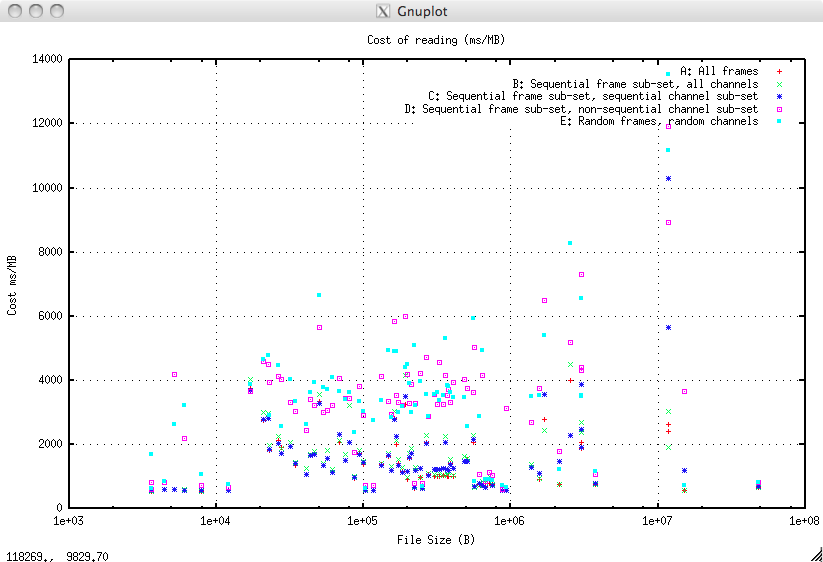 Gnuplot
Cost of reading (ms/MB)
14000
12000
10000
8000
6000
4000
2000
0
Cost ms/MB
A: All frames
B: Sequential frame sub-set, all channels
C: Sequential frame sub-set, sequential channel sub-set
D: Sequential frame sub-set, non-sequential channel sub-set
E: Random frames, random channels
1e+03 1e+04 1e+05 1e+06 1e+07 1e+08
File Size (B)
118269., 9829.70